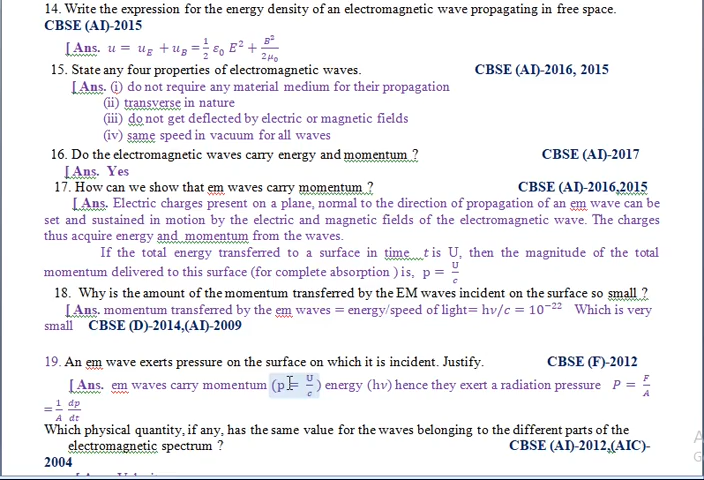 14. Write the expression for the energy density of an electromagnetic wave propagating in free space.
CBSE (AI)-2015
[Ans. u = u_E + u_B = 1/2 ε₀ E² + B²/2μ₀
15. State any four properties of electromagnetic waves. CBSE (AI)-2016, 2015
[Ans. (i) do not require any material medium for their propagation
(ii) transverse in nature
(iii) do not get deflected by electric or magnetic fields
(iv) same speed in vacuum for all waves
16. Do the electromagnetic waves carry energy and momentum ? CBSE (AI)-2017
[Ans. Yes
17. How can we show that em waves carry momentum ? CBSE (AI)-2016,2015
[Ans. Electric charges present on a plane, normal to the direction of propagation of an em wave can be
set and sustained in motion by the electric and magnetic fields of the electromagnetic wave. The charges
thus acquire energy and momentum from the waves.
If the total energy transferred to a surface in time t is U, then the magnitude of the total
momentum delivered to this surface (for complete absorption ) is, p = U/c
18. Why is the amount of the momentum transferred by the EM waves incident on the surface so small ?
[Ans. momentum transferred by the em waves = energy/speed of light= hν/c = 10⁻²² Which is very
small CBSE (D)-2014,(AI)-2009
19. An em wave exerts pressure on the surface on which it is incident. Justify. CBSE (F)-2012
[Ans. em waves carry momentum (p = U/c) energy (hν) hence they exert a radiation pressure P = F/A
= 1/A dp/dt
Which physical quantity, if any, has the same value for the waves belonging to the different parts of the
electromagnetic spectrum ? CBSE (AI)-2012,(AIC)-
2004